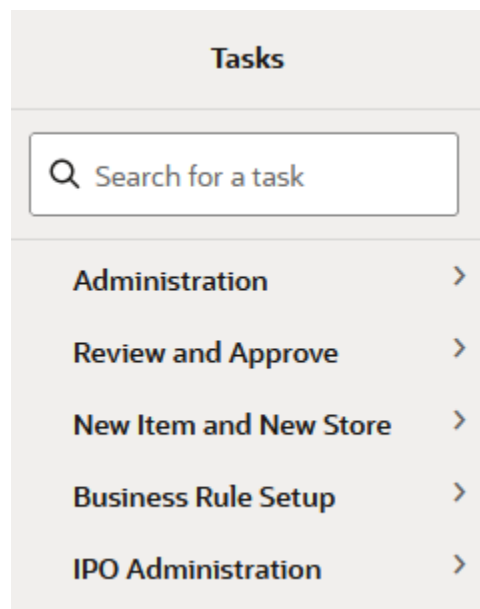 Tasks
Search for a task
Administration
Review and Approve
New Item and New Store
Business Rule Setup
IPO Administration